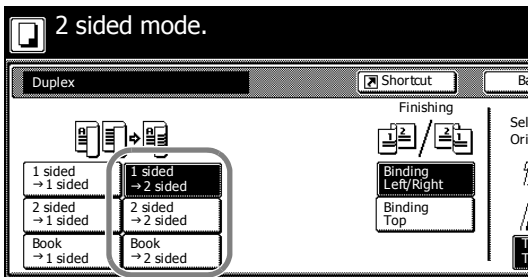 2 sided mode.
Duplex
Shortcut
Finishing
1 sided
→1 sided
1 sided
→2 sided
2 sided
→1 sided
2 sided
→2 sided
Book
→1 sided
Book
→2 sided
Binding
Left/Right
Binding
Top